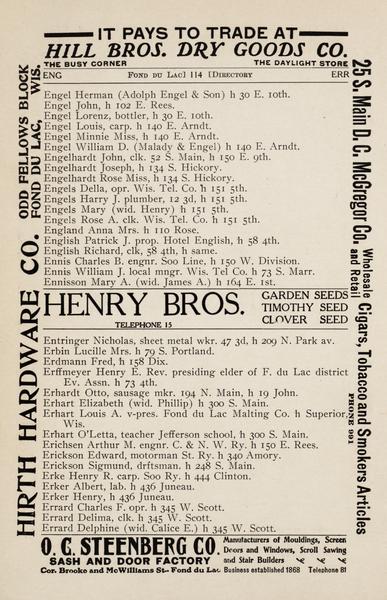 IT PAYS TO TRADE AT
HILL BROS. DRY GOODS CO.
THE BUSY CORNER THE DAYLIGHT STORE
ENG FOND DU LAC] 114 [DIRECTORY ERR
Engel Herman (Adolph Engel & Son) h 30 E. 10th.
Engel John, h 102 E. Rees.
Engel Lorenz, bottler, h 30 E. 10th.
Engel Louis, carp. h 140 E. Arndt.
Engel Minnie Miss, h 140 E. Arndt.
Engel William D. (Malady & Engel) h 140 E. Arndt.
Engelhardt John, clk. 52 S. Main, h 150 E. 9th.
Engelhardt Joseph, h 134 S. Hickory.
Engelhardt Rose Miss, h 134 S. Hickory.
Engels Della, opr. Wis. Tel. Co. h 151 5th.
Engels Harry J. plumber, 12 3d, h 151 5th.
Engels Mary (wid. Henry) h 151 5th.
Engels Rose A. clk. Wis. Tel. Co. h 151 5th.
England Anna Mrs. h 110 Rose.
English Patrick J. prop. Hotel English, h 58 4th.
English Richard, clk, 58 4th, h same.
Ennis Charles B. engnr. Soo Line, h 150 W. Division.
Ennis William J. local mngr. Wis. Tel Co. h 73 S. Marr.
Ennisson Mary A. (wid. James A.) h 164 E. 1st.
HENRY BROS.
TELEPHONE 15
GARDEN SEEDS
TIMOTHY SEED
CLOVER SEED
Entringer Nicholas, sheet metal wkr. 47 3d, h 209 N. Park av.
Erbin Lucille Mrs. h 79 S. Portland.
Erdmann Fred, h 158 Dix.
Erffmeyer Henry E. Rev. presiding elder of F. du Lac district
Ev. Assn. h 73 4th.
Erhardt Otto, sausage mkr. 194 N. Main, h 19 John.
Erhart Elizabeth (wid. Phillip) h 300 S. Main.
Erhart Louis A. v-pres. Fond du Lac Malting Co. h Superior,
Wis.
Erhart O'Letta, teacher Jefferson school, h 300 S. Main.
Erichsen Arthur M. engnr. C. & N. W. Ry. h 150 E. Rees.
Erickson Edward, motorman St. Ry. h 340 Amory.
Erickson Sigmund, drftsman. h 248 S. Main.
Erke Henry R. carp. Soo Ry. h 444 Clinton.
Erker Albert, lab. h 436 Juneau.
Erker Henry, h 436 Juneau.
Errard Charles F. opr. h 345 W. Scott.
Errard Delima, clk. h 345 W. Scott.
Errard Delphine (wid. Calice E.) h 345 W. Scott.
O. C. STEENBERG CO.
SASH AND DOOR FACTORY
Cor. Brooke and McWilliams St- Fond du Lac
Manufacturers of Mouldings, Screen
Doors and Windows, Scroll Sawing
and Stair Builders
Business established 1868 Telephone 81
HIRTH HARDWARE CO.
ODD FELLOWS BLOCK
FOND DU LAC, WIS.
25 S. Main D. C. McGregor Co.
Wholesale
and Retail
Cigars, Tobacco and Smokers Articles
PHONE 991